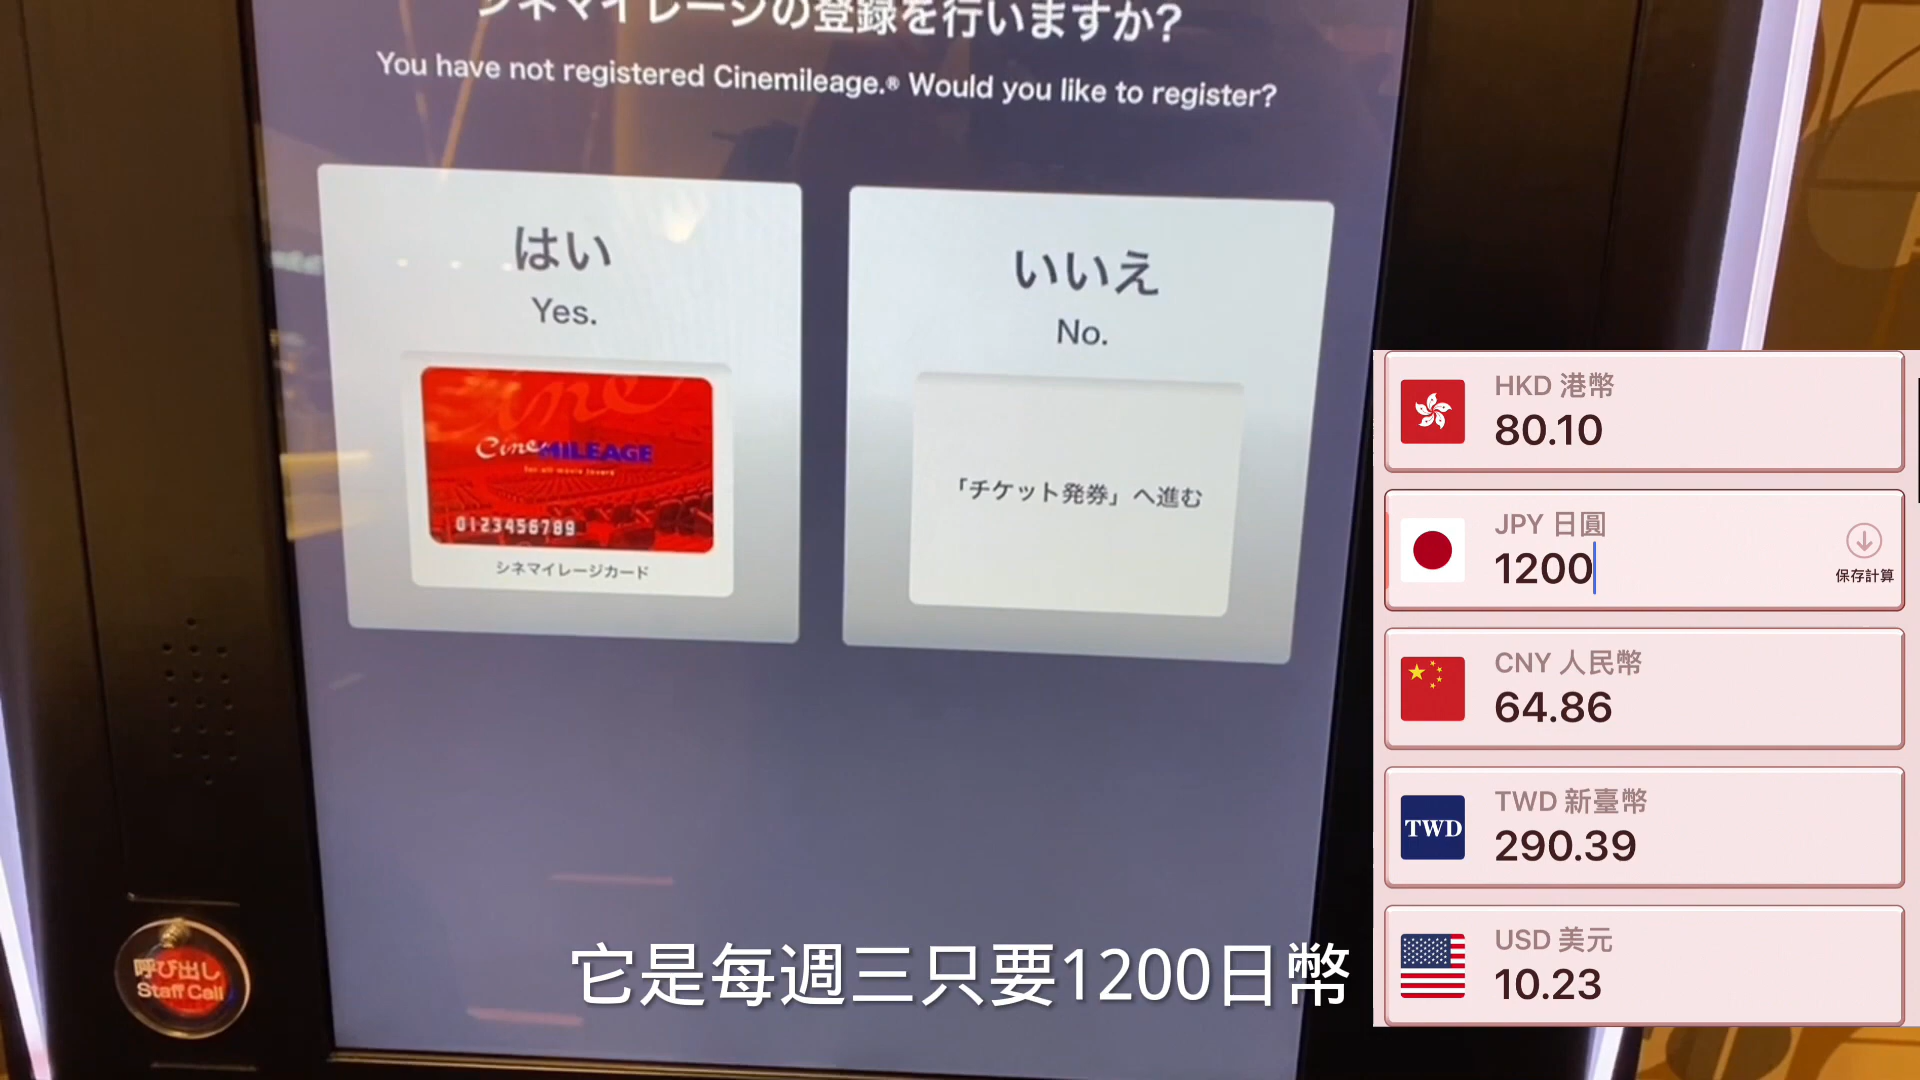 シネマイレージの登録を行いますか?
You have not registered Cinemileage.® Would you like to register?
はい
Yes.
Cine
CineMILEAGE
for all movie lovers
0123456789
シネマイレージカード
いいえ
No.
「チケット発券」へ進む
呼び出し
Staff Call
HKD 港幣
80.10
JPY 日圓
1200
保存計算
CNY 人民幣
64.86
TWD
TWD 新臺幣
290.39
USD 美元
10.23
它是每週三只要1200日幣